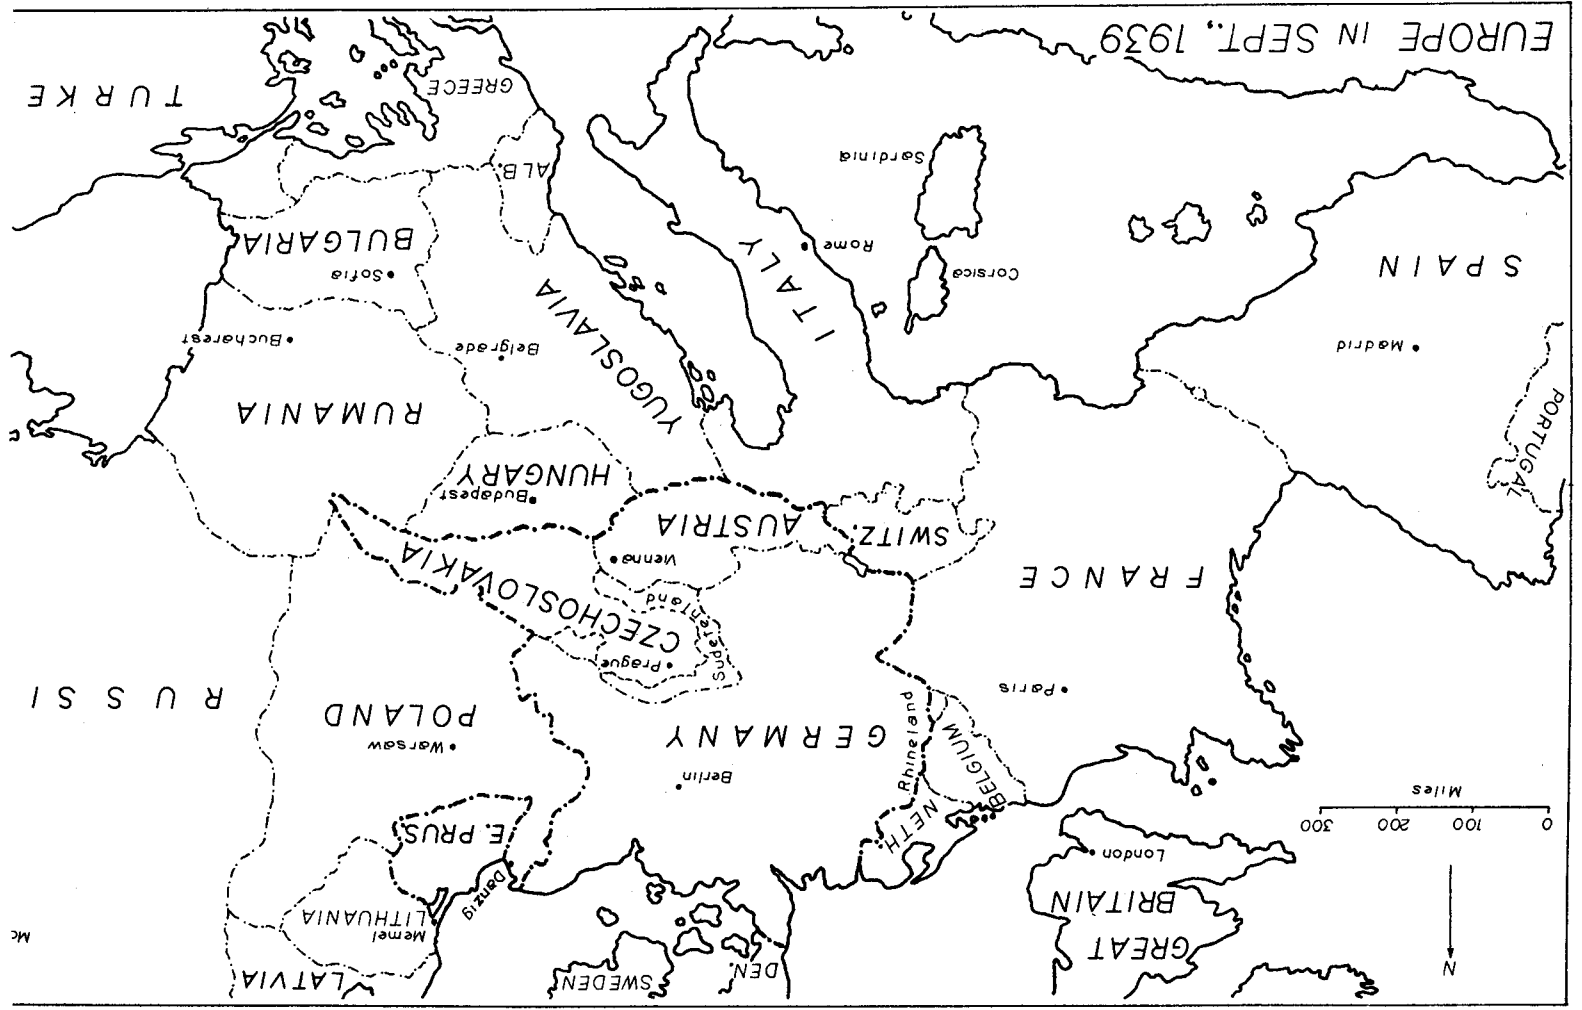 N
GREAT
BRITAIN
London
0 100 200 300
Miles
DEN.
SWEDEN
LATVIA
Memel
LITHUANIA
Danzig
E. PRUS.
NETH.
BELGIUM
Rhineland
Berlin
GERMANY
Warsaw
POLAND
RUSSI
Paris
FRANCE
Prague
CZECHOSLOVAKIA
Sudetenland
Vienna
AUSTRIA
SWITZ.
Budapest
HUNGARY
PORTUGAL
Madrid
SPAIN
RUMANIA
Bucharest
YUGOSLAVIA
Belgrade
ITALY
Rome
Corsica
Sardinia
Sofia
BULGARIA
ALB.
GREECE
TURKE
EUROPE IN SEPT., 1939